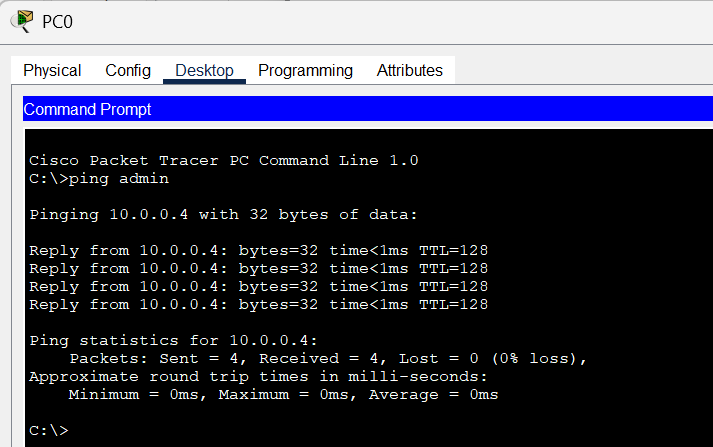 PC0
Physical Config Desktop Programming Attributes
Command Prompt
Cisco Packet Tracer PC Command Line 1.0
C:\>ping admin
Pinging 10.0.0.4 with 32 bytes of data:
Reply from 10.0.0.4: bytes=32 time<1ms TTL=128
Reply from 10.0.0.4: bytes=32 time<1ms TTL=128
Reply from 10.0.0.4: bytes=32 time<1ms TTL=128
Reply from 10.0.0.4: bytes=32 time<1ms TTL=128
Ping statistics for 10.0.0.4:
Packets: Sent = 4, Received = 4, Lost = 0 (0% loss),
Approximate round trip times in milli-seconds:
Minimum = 0ms, Maximum = 0ms, Average = 0ms
C:\>